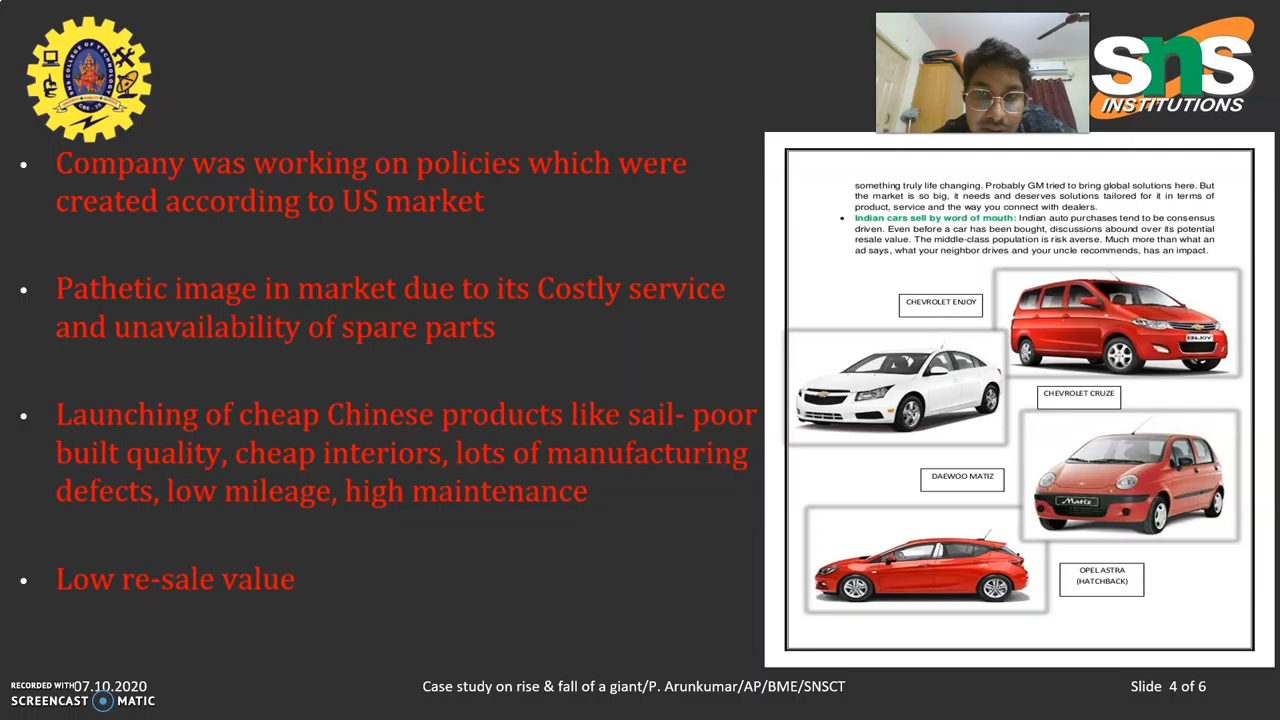 SNS COLLEGE OF TECHNOLOGY
CBE - 35
SNS
INSTITUTIONS
• Company was working on policies which were
created according to US market
• Pathetic image in market due to its Costly service
and unavailability of spare parts
• Launching of cheap Chinese products like sail- poor
built quality, cheap interiors, lots of manufacturing
defects, low mileage, high maintenance
• Low re-sale value
something truly life changing. Probably GM tried to bring global solutions here. But
the market is so big, it needs and deserves solutions tailored for it in terms of
product, service and the way you connect with dealers.
• Indian cars sell by word of mouth: Indian auto purchases tend to be consensus
driven. Even before a car has been bought, discussions abound over its potential
resale value. The middle-class population is risk averse. Much more than what an
ad says, what your neighbor drives and your uncle recommends, has an impact.
CHEVROLET ENJOY
ENJOY
CHEVROLET CRUZE
DAEWOO MATIZ
Matiz
OPEL ASTRA
(HATCHBACK)
RECORDED WITH
SCREENCAST MATIC
07.10.2020
Case study on rise & fall of a giant/P. Arunkumar/AP/BME/SNSCT
Slide 4 of 6